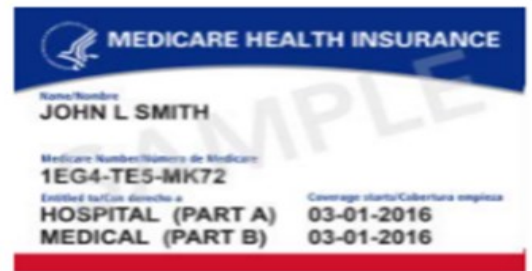 MEDICARE HEALTH INSURANCE
Name/Nombre
JOHN L SMITH
SAMPLE
Medicare Number/Número de Medicare
1EG4-TE5-MK72
Entitled to/Con derecho a Coverage starts/Cobertura empieza
HOSPITAL (PART A) 03-01-2016
MEDICAL (PART B) 03-01-2016